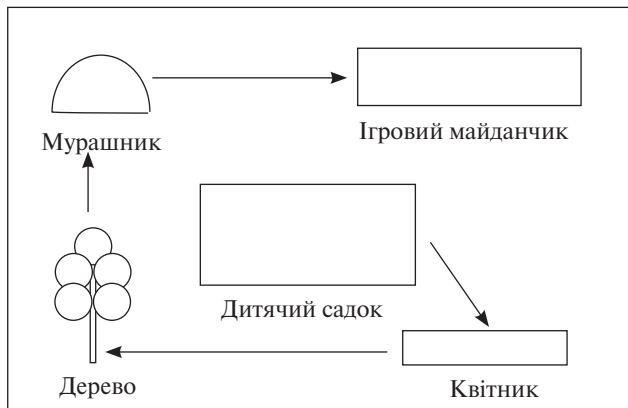 Мурашник
Ігровий майданчик
Дитячий садок
Дерево
Квітник